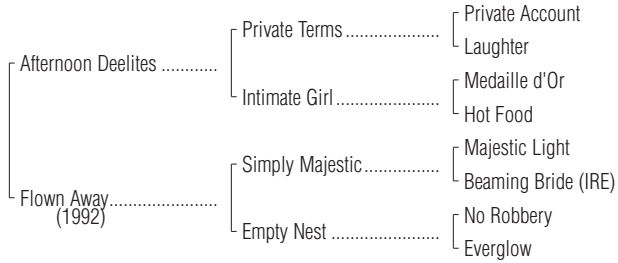 Private Account
Private Terms
Laughter
Afternoon Deelites
Medaille d'Or
Intimate Girl
Hot Food
Majestic Light
Simply Majestic
Beaming Bride (IRE)
Flown Away
(1992)
No Robbery
Empty Nest
Everglow